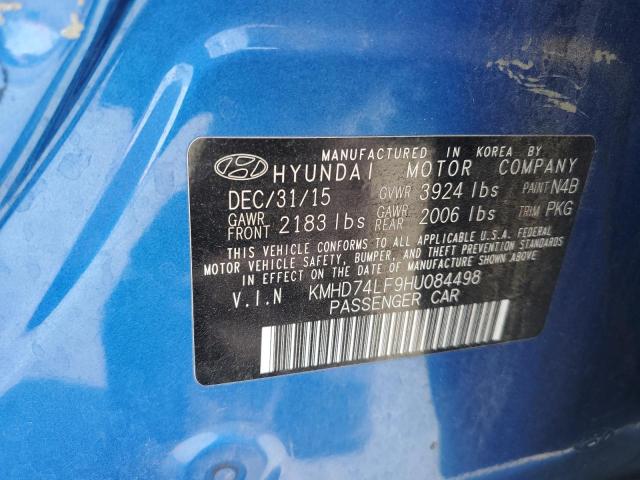 MANUFACTURED IN KOREA BY
HYUNDAI MOTOR COMPANY
DEC/31/15 GVWR 3924 lbs PAINT N4B
GAWR FRONT 2183 lbs GAWR REAR 2006 lbs TRIM PKG
THIS VEHICLE CONFORMS TO ALL APPLICABLE U.S.A. FEDERAL
MOTOR VEHICLE SAFETY, BUMPER, AND THEFT PREVENTION STANDARDS
IN EFFECT ON THE DATE OF MANUFACTURE SHOWN ABOVE.
V.I.N KMHD74LF9HU084498
PASSENGER CAR